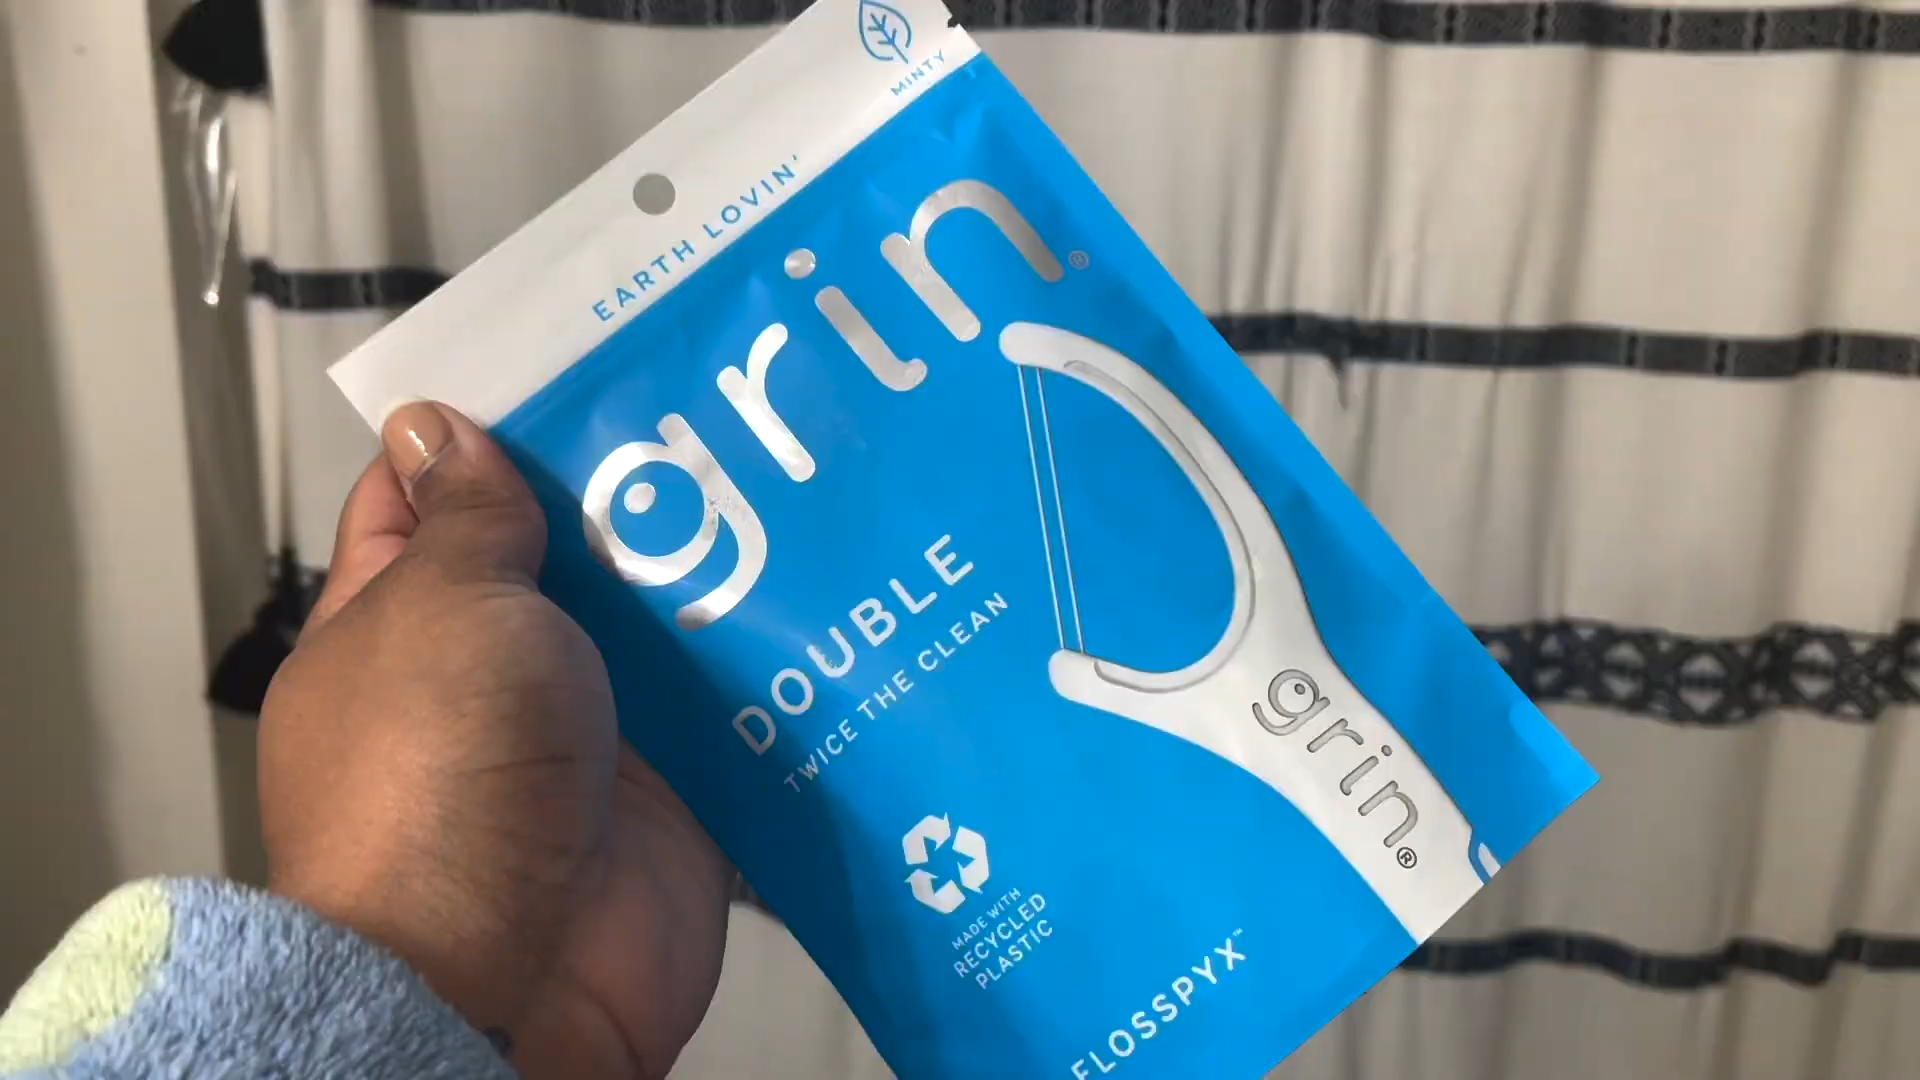 MINTY
EARTH LOVIN'
grin®
DOUBLE
TWICE THE CLEAN
grin®
MADE WITH
RECYCLED
PLASTIC
FLOSSPYX™